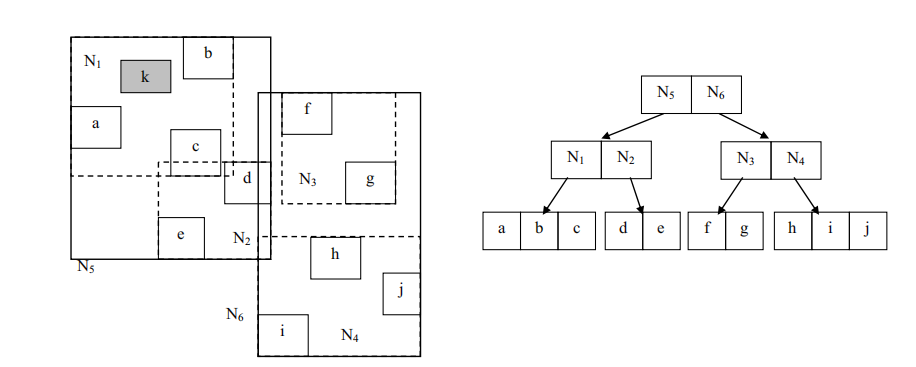 b
N₁
k
a
c
d
e
N₂
N₅
f
N₃
g
h
j
N₆
i
N₄
N₅ N₆
N₁ N₂
N₃ N₄
a b c
d e
f g
h i j